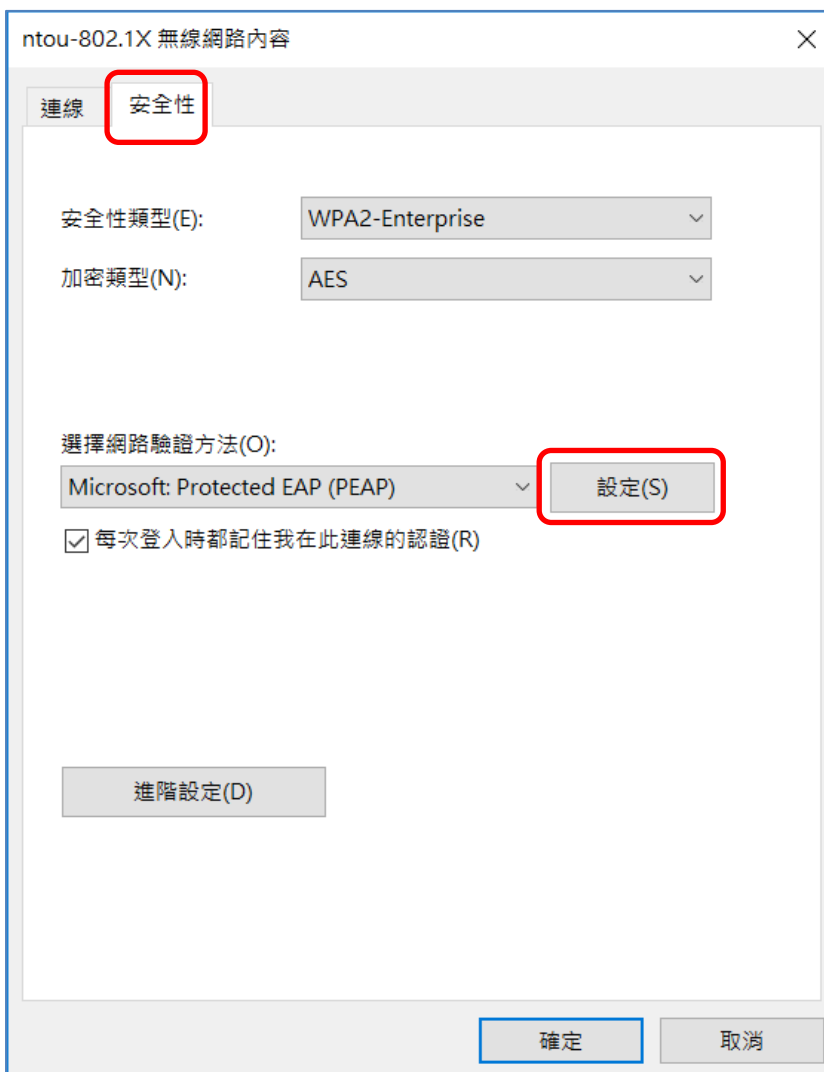 ntou-802.1X 無線網路內容
連線 安全性
安全性類型(E): WPA2-Enterprise
加密類型(N): AES
選擇網路驗證方法(O):
Microsoft: Protected EAP (PEAP) 設定(S)
每次登入時都記住我在此連線的認證(R)
進階設定(D)
確定 取消